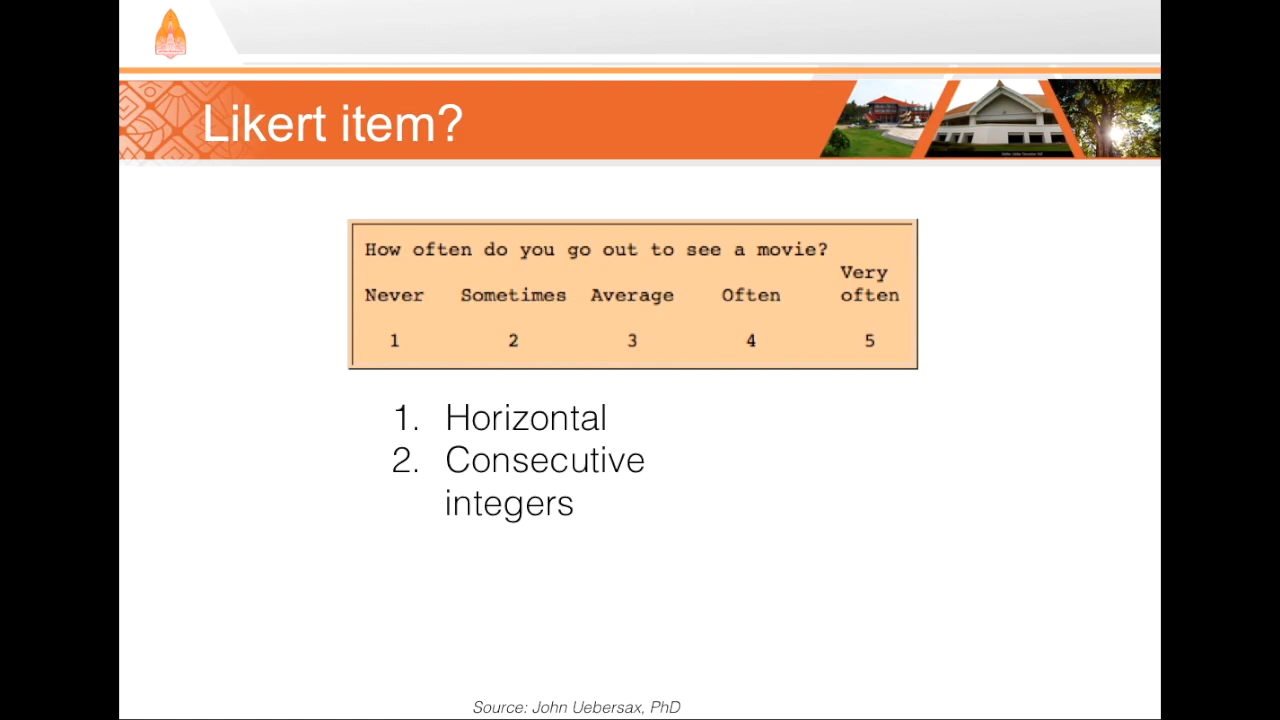 Likert item?
How often do you go out to see a movie?
Very
Never Sometimes Average Often often
1 2 3 4 5
1. Horizontal
2. Consecutive
integers
Source: John Uebersax, PhD